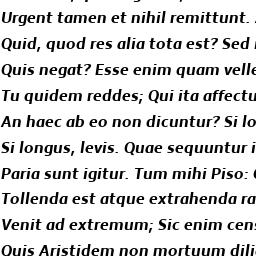 Urgent tamen et nihil remittunt.
Quid, quod res alia tota est? Sed
Quis negat? Esse enim quam velle
Tu quidem reddes; Qui ita affectu
An haec ab eo non dicuntur? Si lo
Si longus, levis. Quae sequuntur i
Paria sunt igitur. Tum mihi Piso:
Tollenda est atque extrahenda ra
Venit ad extremum; Sic enim cens
Quis Aristidem non mortuum dili